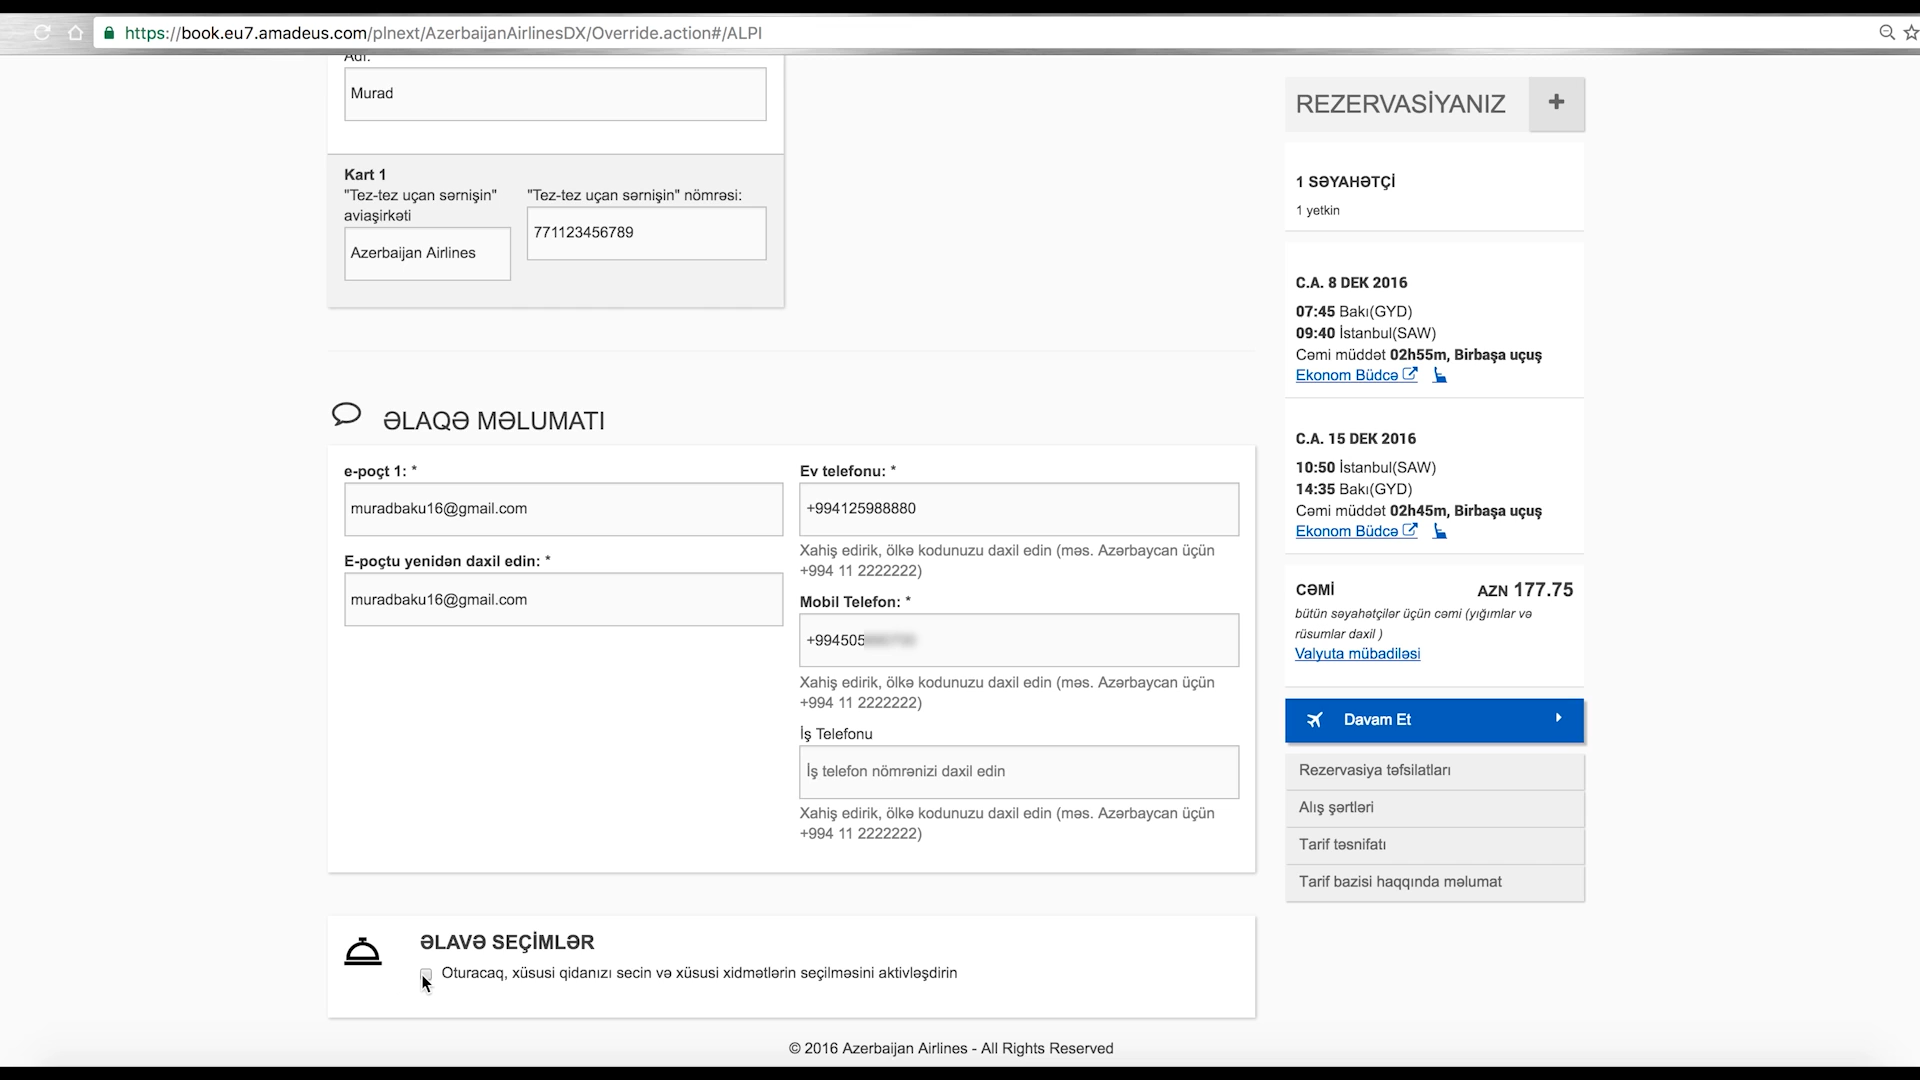 https://book.eu7.amadeus.com/plnext/AzerbaijanAirlinesDX/Override.action#/ALPI
Murad
Kart 1
"Tez-tez uçan sərnişin"
aviaşirkəti
"Tez-tez uçan sərnişin" nömrəsi:
Azerbaijan Airlines
771123456789
ƏLAQƏ MƏLUMATI
e-poçt 1: *
muradbaku16@gmail.com
E-poçtu yenidən daxil edin: *
muradbaku16@gmail.com
Ev telefonu: *
+994125988880
Xahiş edirik, ölkə kodunuzu daxil edin (məs. Azərbaycan üçün
+994 11 2222222)
Mobil Telefon: *
+994505
Xahiş edirik, ölkə kodunuzu daxil edin (məs. Azərbaycan üçün
+994 11 2222222)
İş Telefonu
İş telefon nömrənizi daxil edin
Xahiş edirik, ölkə kodunuzu daxil edin (məs. Azərbaycan üçün
+994 11 2222222)
ƏLAVƏ SEÇİMLƏR
Oturacaq, xüsusi qidanızı secin və xüsusi xidmətlərin seçilməsini aktivləşdirin
REZERVASİYANIZ +
1 SƏYAHƏTÇİ
1 yetkin
C.A. 8 DEK 2016
07:45 Bakı(GYD)
09:40 İstanbul(SAW)
Cəmi müddət 02h55m, Birbaşa uçuş
Ekonom Büdcə
C.A. 15 DEK 2016
10:50 İstanbul(SAW)
14:35 Bakı(GYD)
Cəmi müddət 02h45m, Birbaşa uçuş
Ekonom Büdcə
CƏMİ AZN 177.75
bütün səyahətçilər üçün cəmi (yığımlar və
rüsumlar daxil )
Valyuta mübadiləsi
Davam Et
Rezervasiya təfsilatları
Alış şərtləri
Tarif təsnifatı
Tarif bazisi haqqında məlumat
© 2016 Azerbaijan Airlines - All Rights Reserved